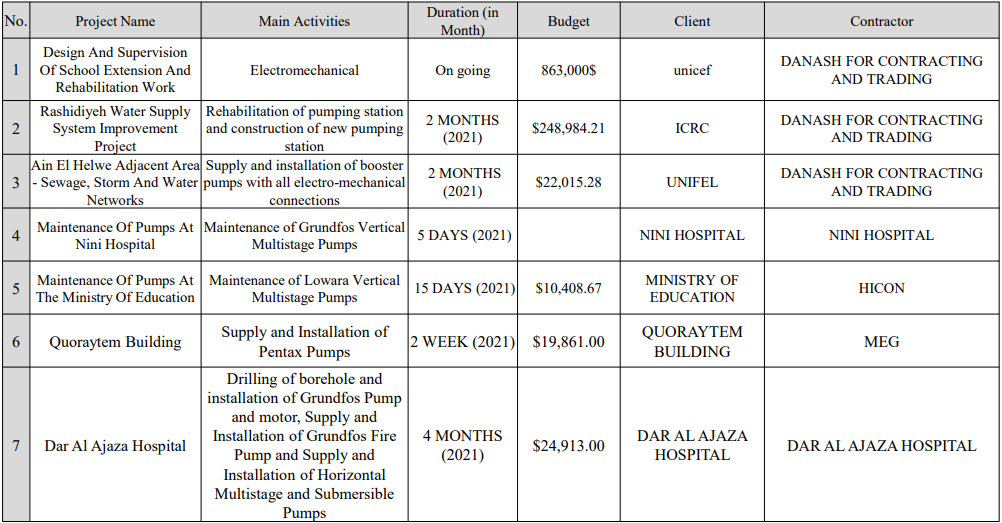 No.
Project Name
Main Activities
Duration (in
Month)
Budget
Client
Contractor
1
Design And Supervision
Of School Extension And
Rehabilitation Work
Electromechanical
On going
863,000$
unicef
DANASH FOR CONTRACTING
AND TRADING
2
Rashidiyeh Water Supply
System Improvement
Project
Rehabilitation of pumping station
and construction of new pumping
station
2 MONTHS
(2021)
$248,984.21
ICRC
DANASH FOR CONTRACTING
AND TRADING
3
Ain El Helwe Adjacent Area
- Sewage, Storm And Water
Networks
Supply and installation of booster
pumps with all electro-mechanical
connections
2 MONTHS
(2021)
$22,015.28
UNIFEL
DANASH FOR CONTRACTING
AND TRADING
4
Maintenance Of Pumps At
Nini Hospital
Maintenance of Grundfos Vertical
Multistage Pumps
5 DAYS (2021)
NINI HOSPITAL
NINI HOSPITAL
5
Maintenance Of Pumps At
The Ministry Of Education
Maintenance of Lowara Vertical
Multistage Pumps
15 DAYS (2021)
$10,408.67
MINISTRY OF
EDUCATION
HICON
6
Quoraytem Building
Supply and Installation of
Pentax Pumps
2 WEEK (2021)
$19,861.00
QUORAYTEM
BUILDING
MEG
7
Dar Al Ajaza Hospital
Drilling of borehole and
installation of Grundfos Pump
and motor, Supply and
Installation of Grundfos Fire
Pump and Supply and
Installation of Horizontal
Multistage and Submersible
Pumps
4 MONTHS
(2021)
$24,913.00
DAR AL AJAZA
HOSPITAL
DAR AL AJAZA HOSPITAL